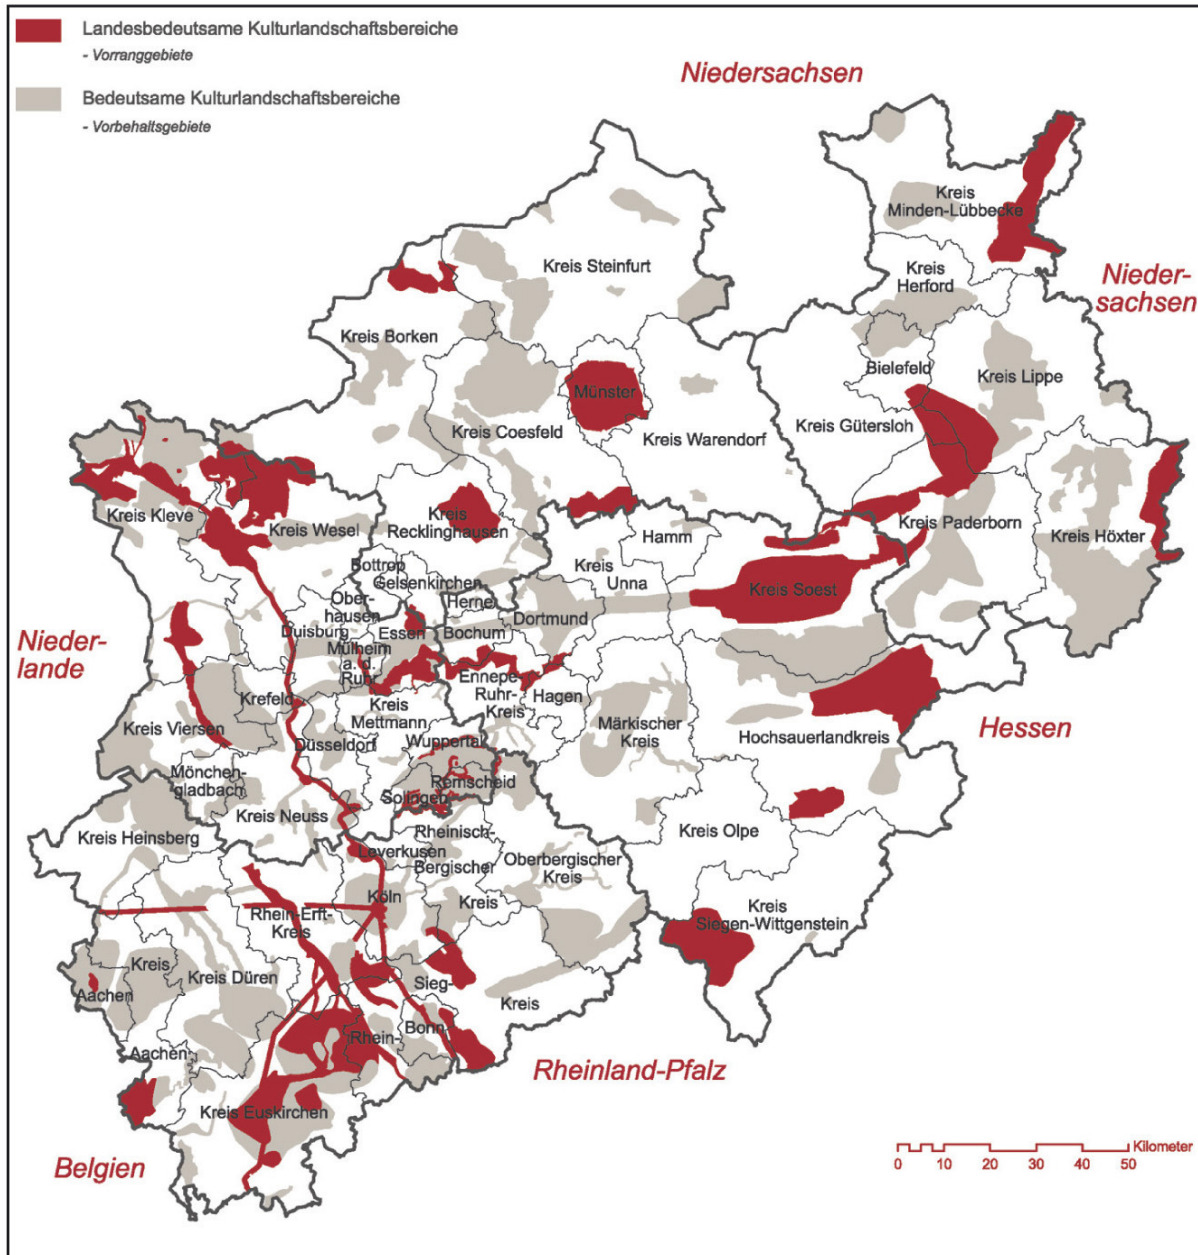 Landesbedeutsame Kulturlandschaftsbereiche
- Vorranggebiete
Bedeutsame Kulturlandschaftsbereiche
- Vorbehaltsgebiete
Niedersachsen
Kreis
Minden-Lübbecke
Kreis Steinfurt
Kreis
Herford
Nieder-
sachsen
Kreis Borken
Bielefeld
Kreis Lippe
Münster
Kreis Coesfeld
Kreis Warendorf
Kreis Gütersloh
Kreis Kleve
Kreis Wesel
Kreis
Recklinghausen
Hamm
Kreis Paderborn
Kreis Höxter
Bottrop
Gelsenkirchen
Kreis
Unna
Kreis Soest
Ober-
hausen
Herne
Dortmund
Duisburg
Essen
Bochum
Mülheim
a. d.
Ruhr
Nieder-
lande
Ennepe-
Ruhr-
Kreis
Hagen
Krefeld
Kreis
Mettmann
Märkischer
Kreis
Hessen
Kreis Viersen
Düsseldorf
Wuppertal
Hochsauerlandkreis
Mönchen-
gladbach
Remscheid
Solingen
Kreis Neuss
Kreis Heinsberg
Kreis Olpe
Leverkusen
Rheinisch-
Bergischer
Kreis
Oberbergischer
Kreis
Köln
Rhein-Erft-
Kreis
Kreis
Siegen-Wittgenstein
Kreis
Aachen
Kreis Düren
Sieg-
Kreis
Aachen
Rhein-
Bonn
Rheinland-Pfalz
Kreis Euskirchen
Belgien
Kilometer
0 10 20 30 40 50